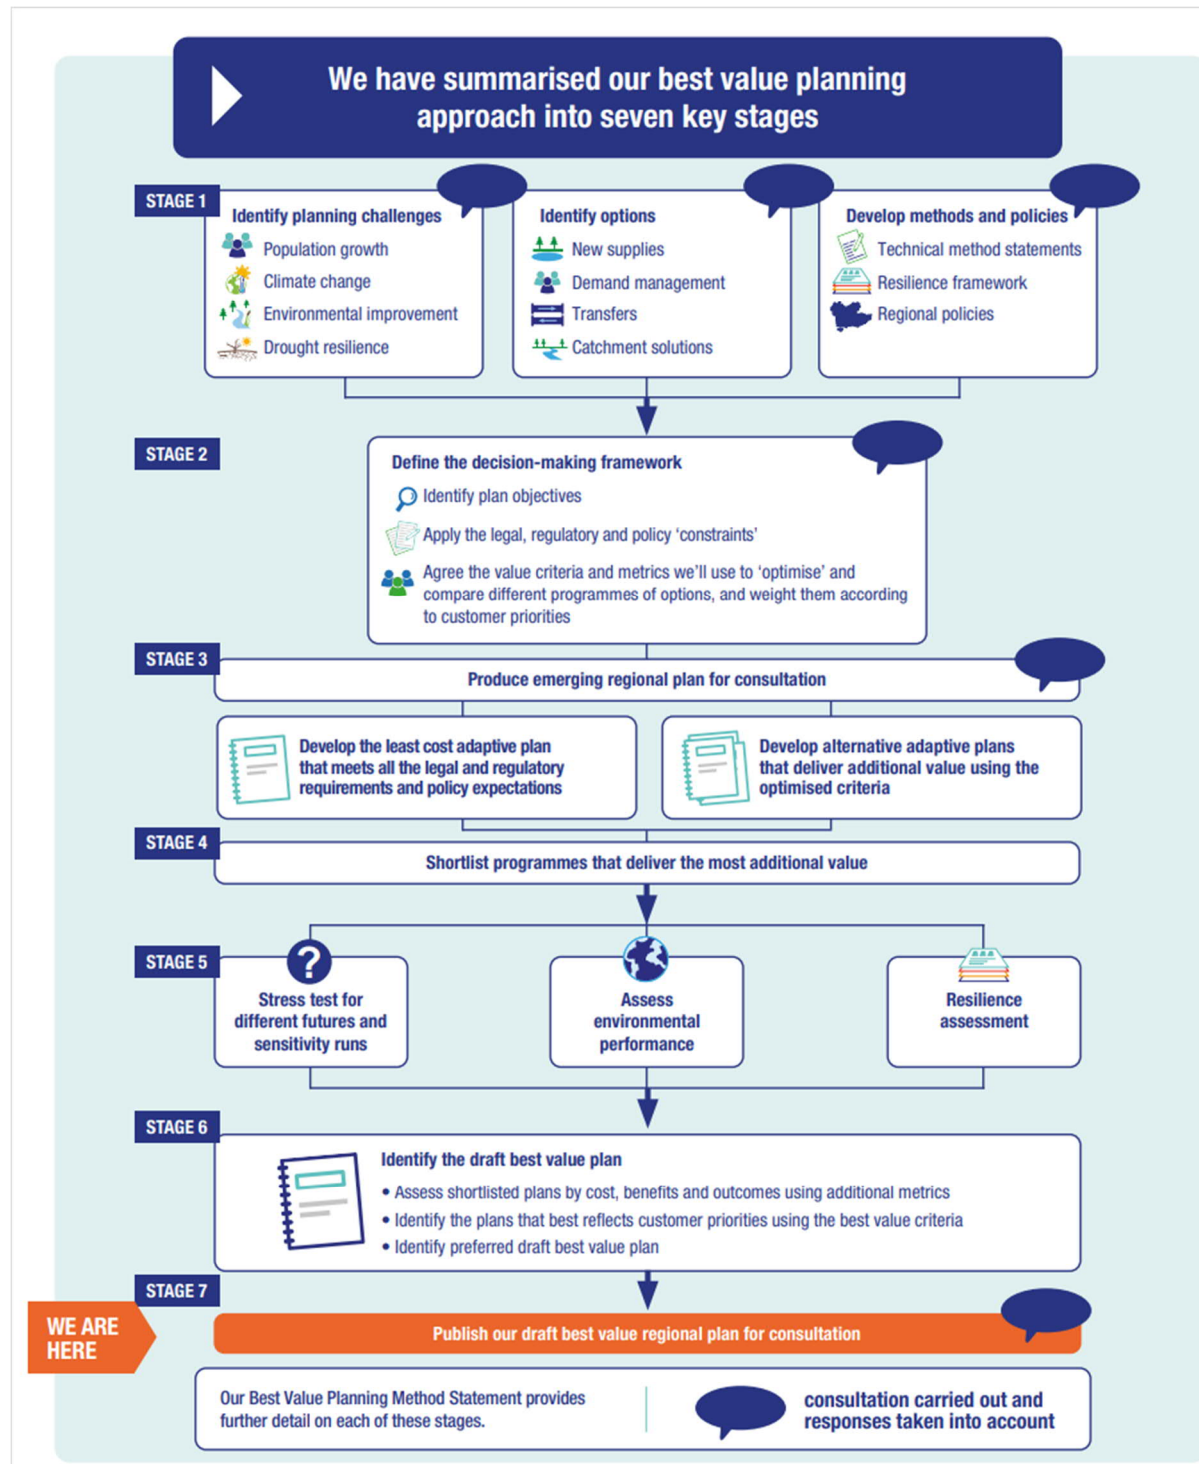 We have summarised our best value planning
approach into seven key stages
STAGE 1
Identify planning challenges
Population growth
Climate change
Environmental improvement
Drought resilience
Identify options
New supplies
Demand management
Transfers
Catchment solutions
Develop methods and policies
Technical method statements
Resilience framework
Regional policies
STAGE 2
Define the decision-making framework
Identify plan objectives
Apply the legal, regulatory and policy ‘constraints’
Agree the value criteria and metrics we’ll use to ‘optimise’ and
compare different programmes of options, and weight them according
to customer priorities
STAGE 3
Produce emerging regional plan for consultation
Develop the least cost adaptive plan
that meets all the legal and regulatory
requirements and policy expectations
Develop alternative adaptive plans
that deliver additional value using the
optimised criteria
STAGE 4
Shortlist programmes that deliver the most additional value
STAGE 5
?
Stress test for
different futures and
sensitivity runs
Assess
environmental
performance
Resilience
assessment
STAGE 6
Identify the draft best value plan
• Assess shortlisted plans by cost, benefits and outcomes using additional metrics
• Identify the plans that best reflects customer priorities using the best value criteria
• Identify preferred draft best value plan
STAGE 7
WE ARE
HERE
Publish our draft best value regional plan for consultation
Our Best Value Planning Method Statement provides
further detail on each of these stages.
consultation carried out and
responses taken into account